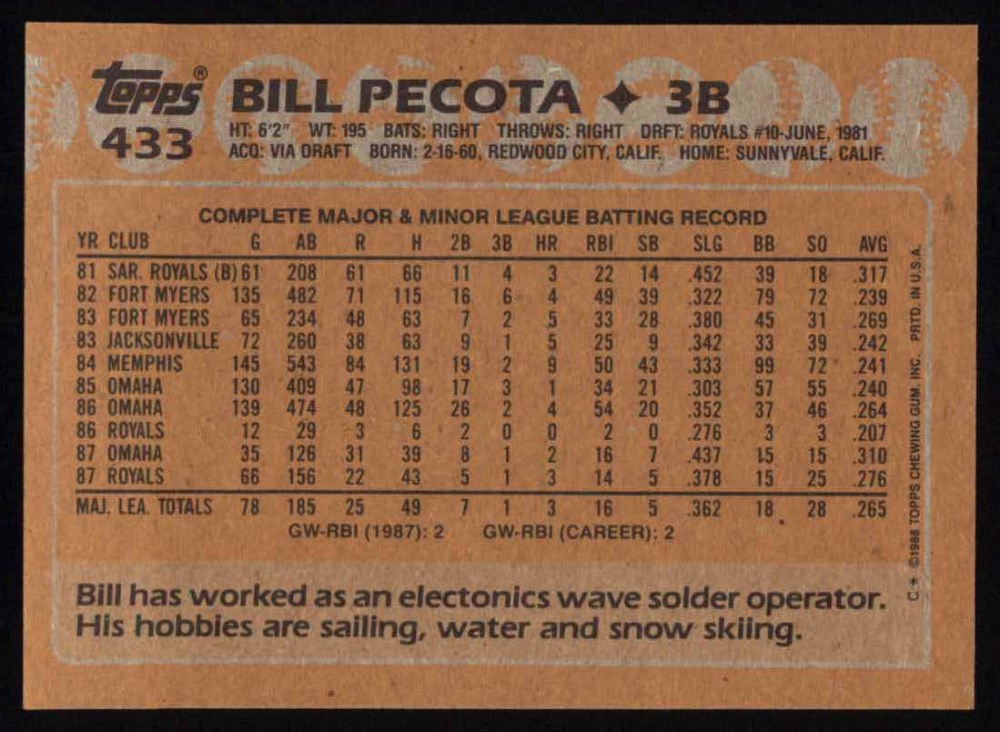 Topps® BILL PECOTA ✦ 3B
433
HT: 6'2" WT: 195 BATS: RIGHT THROWS: RIGHT DRFT: ROYALS #10-JUNE, 1981
ACQ: VIA DRAFT BORN: 2-16-60, REDWOOD CITY, CALIF. HOME: SUNNYVALE, CALIF.
COMPLETE MAJOR & MINOR LEAGUE BATTING RECORD
YR CLUB G AB R H 2B 3B HR RBI SB SLG BB SO AVG
81 SAR. ROYALS (B) 61 208 61 66 11 4 3 22 14 .452 39 18 .317
82 FORT MYERS 135 482 71 115 16 6 4 49 39 .322 79 72 .239
83 FORT MYERS 65 234 48 63 7 2 5 33 28 .380 45 31 .269
83 JACKSONVILLE 72 260 38 63 9 1 5 25 9 .342 33 39 .242
84 MEMPHIS 145 543 84 131 19 2 9 50 43 .333 99 72 .241
85 OMAHA 130 409 47 98 17 3 1 34 21 .303 57 55 .240
86 OMAHA 139 474 48 125 26 2 4 54 20 .352 37 46 .264
86 ROYALS 12 29 3 6 2 0 0 2 0 .276 3 3 .207
87 OMAHA 35 126 31 39 8 1 2 16 7 .437 15 15 .310
87 ROYALS 66 156 22 43 5 1 3 14 5 .378 15 25 .276
MAJ. LEA. TOTALS 78 185 25 49 7 1 3 16 5 .362 18 28 .265
GW-RBI (1987): 2 GW-RBI (CAREER): 2
Bill has worked as an electonics wave solder operator.
His hobbies are sailing, water and snow skiing.
C* ©1988 TOPPS CHEWING GUM, INC. PRTD. IN U.S.A.